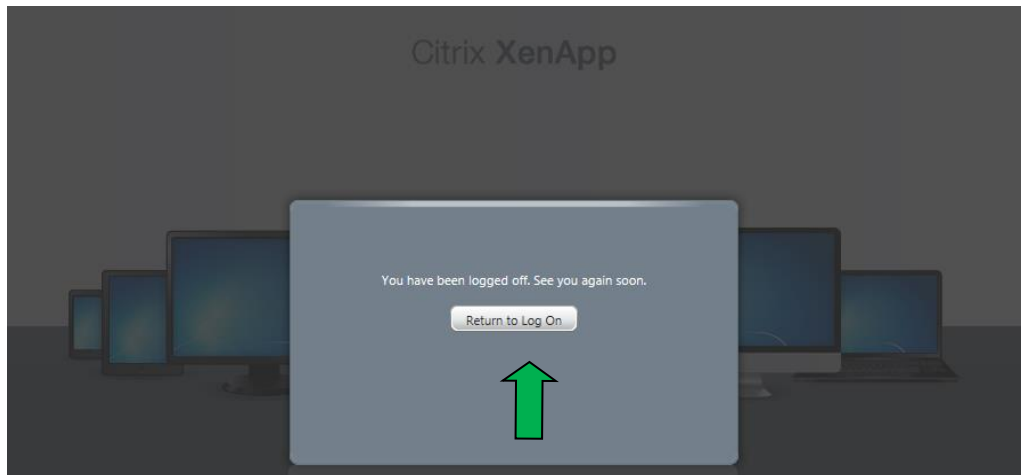 Citrix XenApp
You have been logged off. See you again soon.
Return to Log On